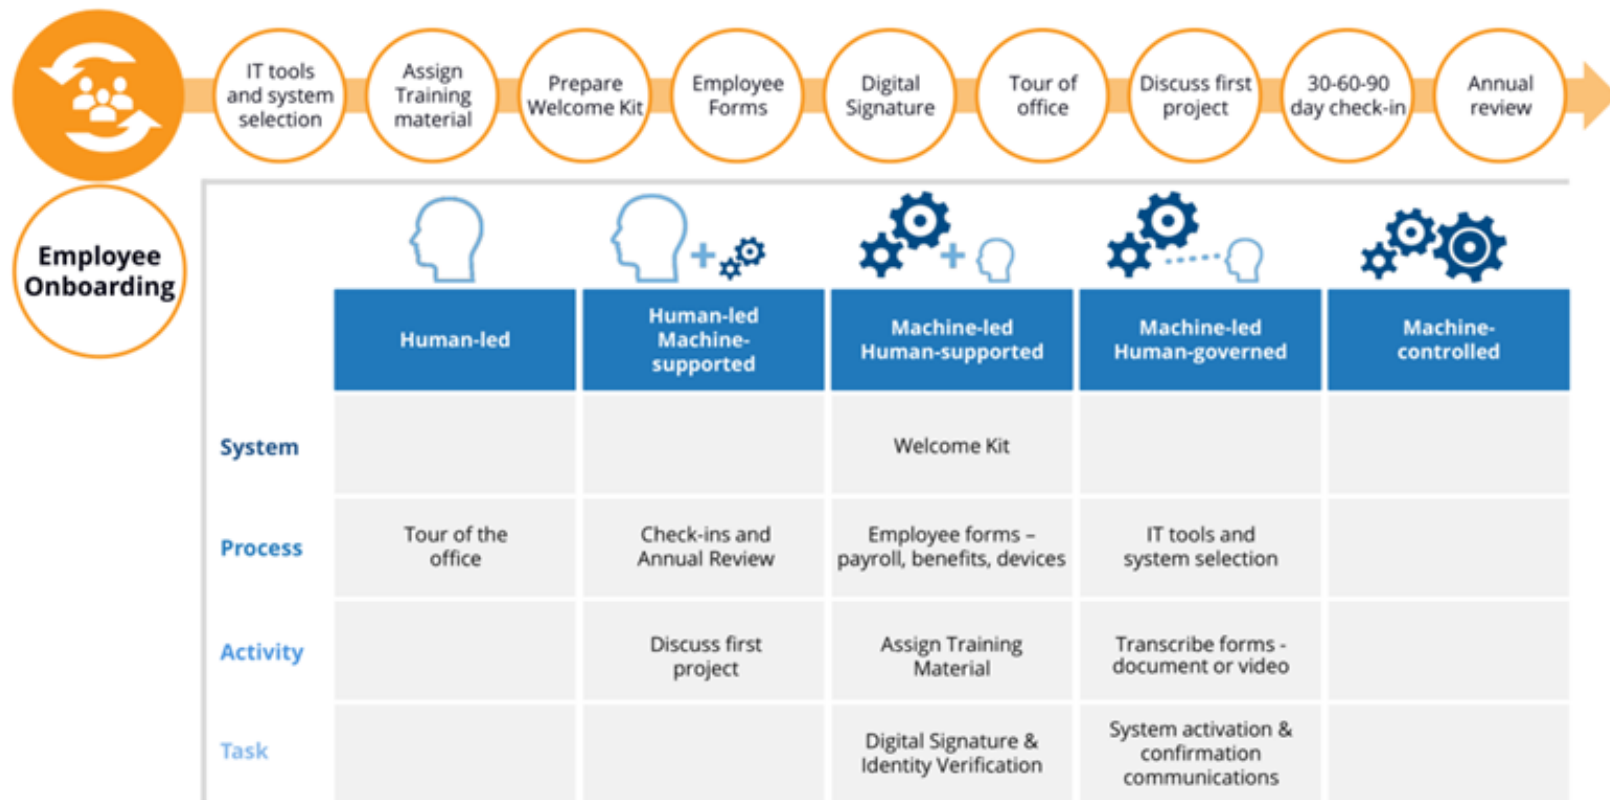 IT tools
and system
selection
Assign
Training
material
Prepare
Welcome Kit
Employee
Forms
Digital
Signature
Tour of
office
Discuss first
project
30-60-90
day check-in
Annual
review
Employee
Onboarding
Human-led
Human-led
Machine-
supported
Machine-led
Human-supported
Machine-led
Human-governed
Machine-
controlled
System
Welcome Kit
Process
Tour of the
office
Check-ins and
Annual Review
Employee forms –
payroll, benefits, devices
IT tools and
system selection
Activity
Discuss first
project
Assign Training
Material
Transcribe forms -
document or video
Task
Digital Signature &
Identity Verification
System activation &
confirmation
communications